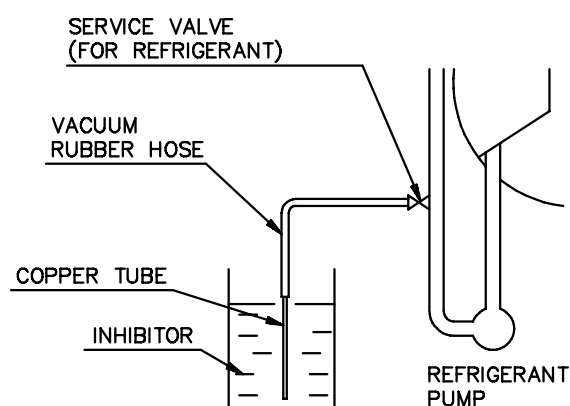 SERVICE VALVE
(FOR REFRIGERANT)
VACUUM
RUBBER HOSE
COPPER TUBE
INHIBITOR
REFRIGERANT
PUMP